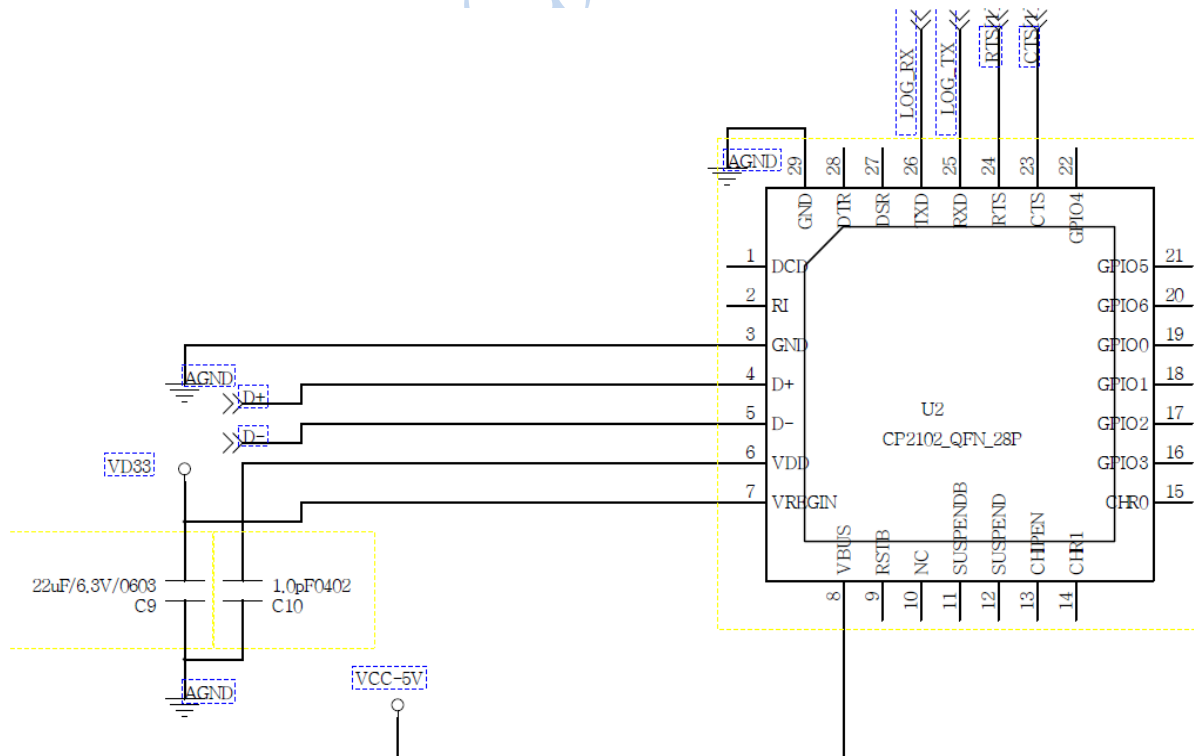 LOG_RX
LOG_TX
RTS
CTS
AGND
29
28
27
26
25
24
23
22
GND
DTR
DSR
TXD
RXD
RTS
CTS
GPIO4
1
DCD
2
RI
3
GND
4
D+
5
D-
6
VDD
7
VREGIN
GPIO5
21
GPIO6
20
GPIO0
19
GPIO1
18
GPIO2
17
GPIO3
16
CHR0
15
U2
CP2102_QFN_28P
AGND
D+
D-
VD33
VBUS
RSTB
NC
SUSPENDB
SUSPEND
CHIPEN
CHR1
8
9
10
11
12
13
14
22uF/6.3V/0603
C9
1.0pF0402
C10
AGND
VCC-5V